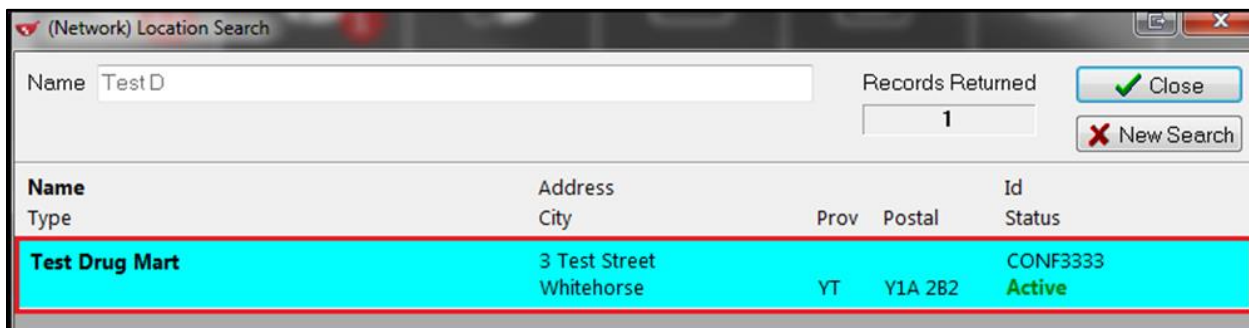 (Network) Location Search
Name Test D Records Returned Close
1
New Search
Name Address Id
Type City Prov Postal Status
Test Drug Mart 3 Test Street CONF3333
Whitehorse YT Y1A 2B2 Active